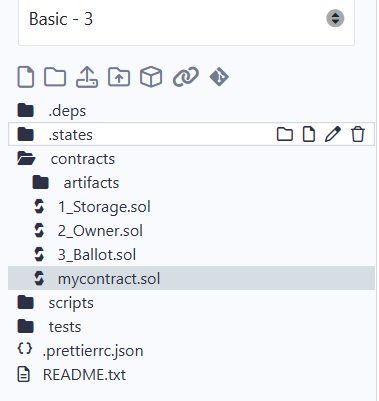 Basic - 3
.deps
.states
contracts
artifacts
1_Storage.sol
2_Owner.sol
3_Ballot.sol
mycontract.sol
scripts
tests
.prettierrc.json
README.txt